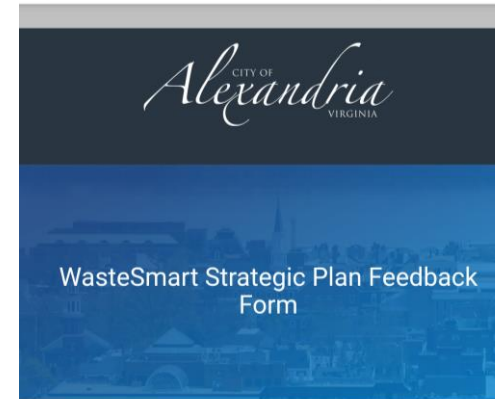 CITY OF
Alexandria
VIRGINIA
WasteSmart Strategic Plan Feedback
Form